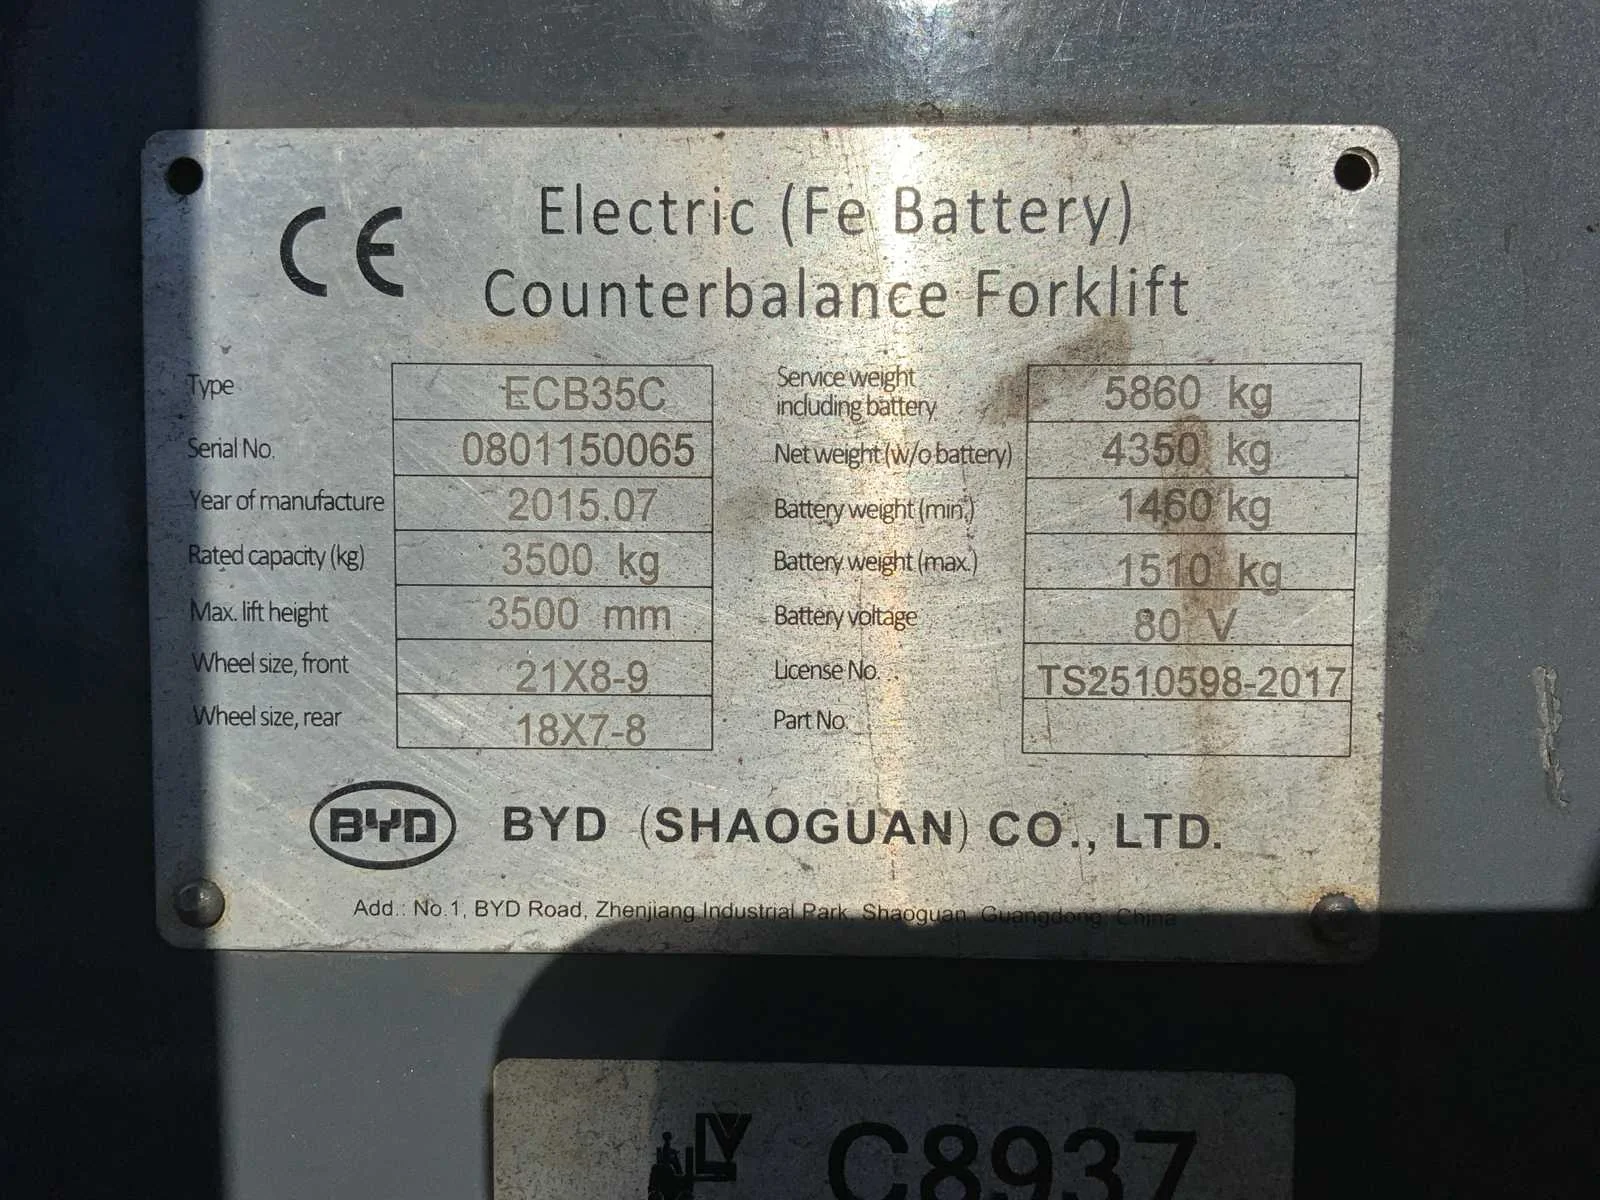 CE
Electric (Fe Battery)
Counterbalance Forklift
Type ECB35C
Serial No. 0801150065
Year of manufacture 2015.07
Rated capacity (kg) 3500 kg
Max. lift height 3500 mm
Wheel size, front 21X8-9
Wheel size, rear 18X7-8
Service weight
including battery 5860 kg
Net weight (w/o battery) 4350 kg
Battery weight (min.) 1460 kg
Battery weight (max.) 1510 kg
Battery voltage 80 V
License No. TS2510598-2017
Part No.
BYD BYD (SHAOGUAN) CO., LTD.
Add.: No.1, BYD Road, Zhenjiang Industrial Park, Shaoguan, Guangdong, China
LY C8937